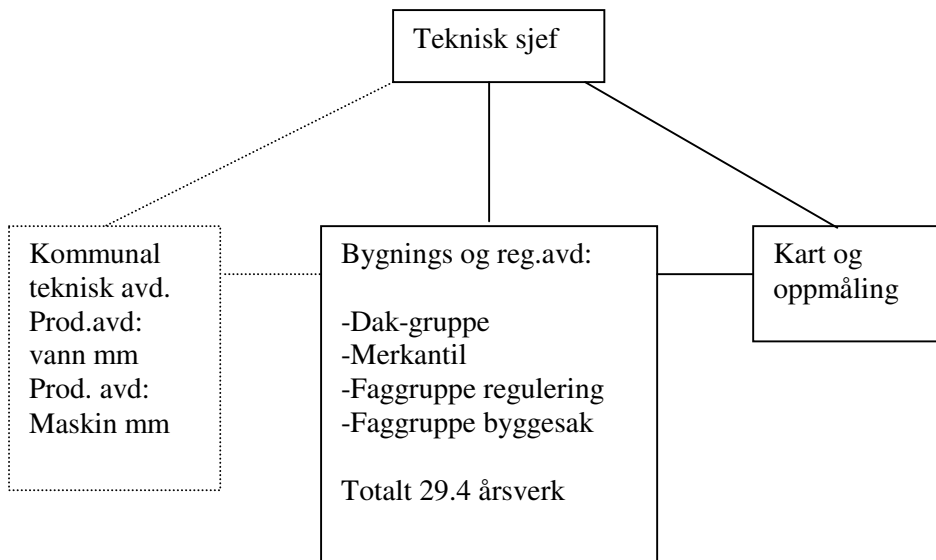 Teknisk sjef
Kommunal
teknisk avd.
Prod.avd:
vann mm
Prod. avd:
Maskin mm
Bygnings og reg.avd:
-Dak-gruppe
-Merkantil
-Faggruppe regulering
-Faggruppe byggesak
Totalt 29.4 årsverk
Kart og
oppmåling